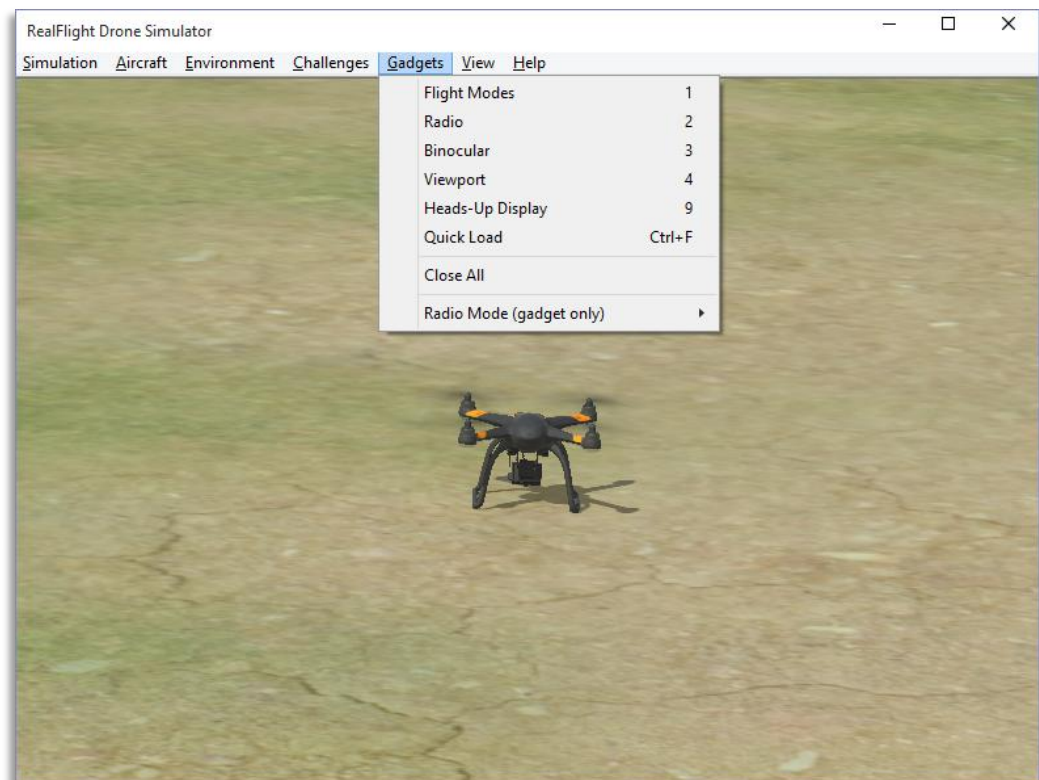 RealFlight Drone Simulator
Simulation Aircraft Environment Challenges Gadgets View Help
Flight Modes 1
Radio 2
Binocular 3
Viewport 4
Heads-Up Display 9
Quick Load Ctrl+F
Close All
Radio Mode (gadget only)